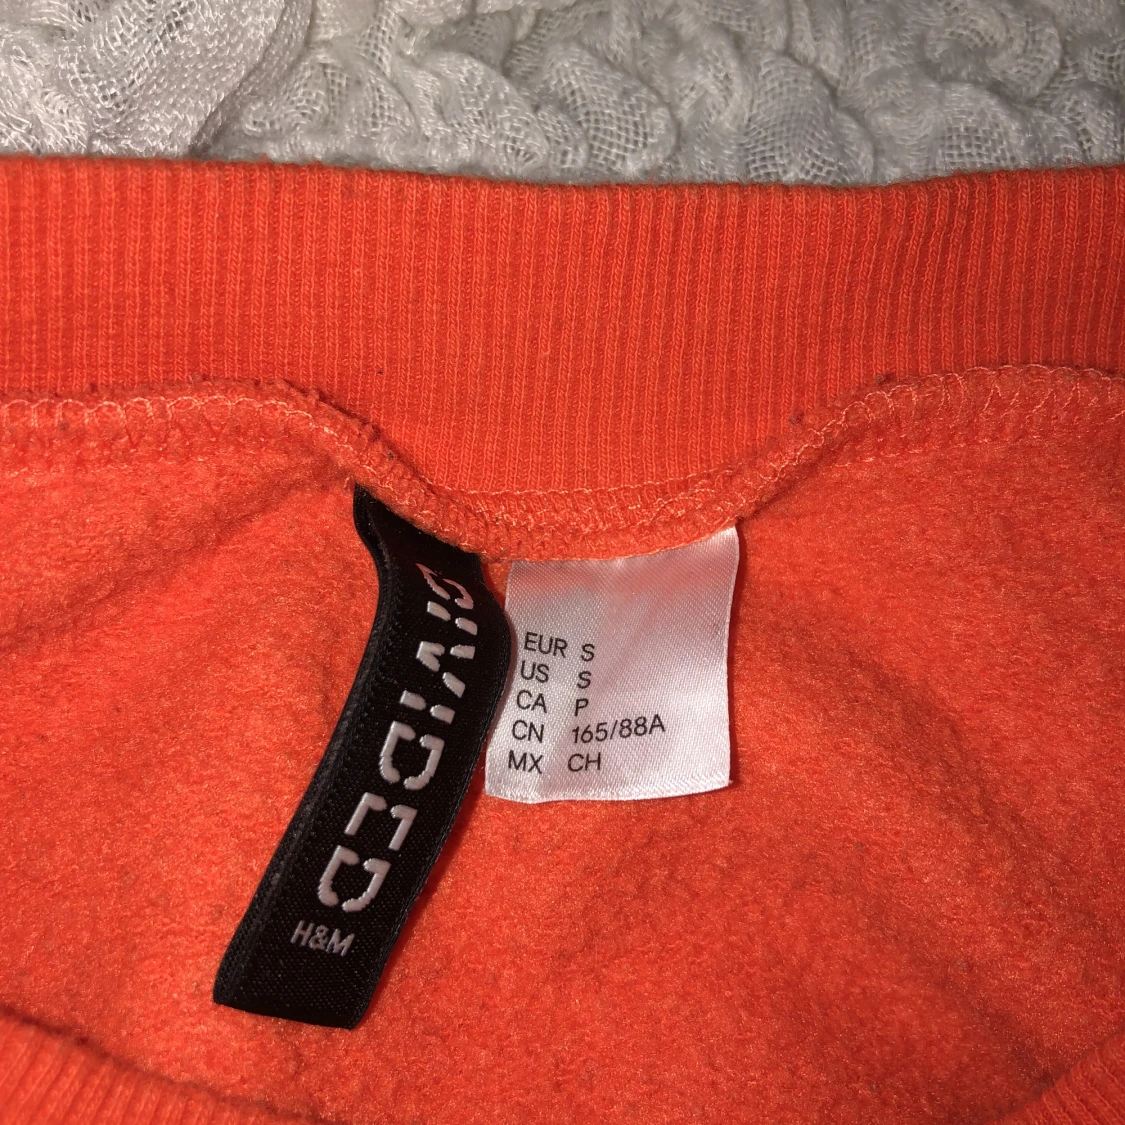 DIVIDED
H&M
EUR S
US S
CA P
CN 165/88A
MX CH